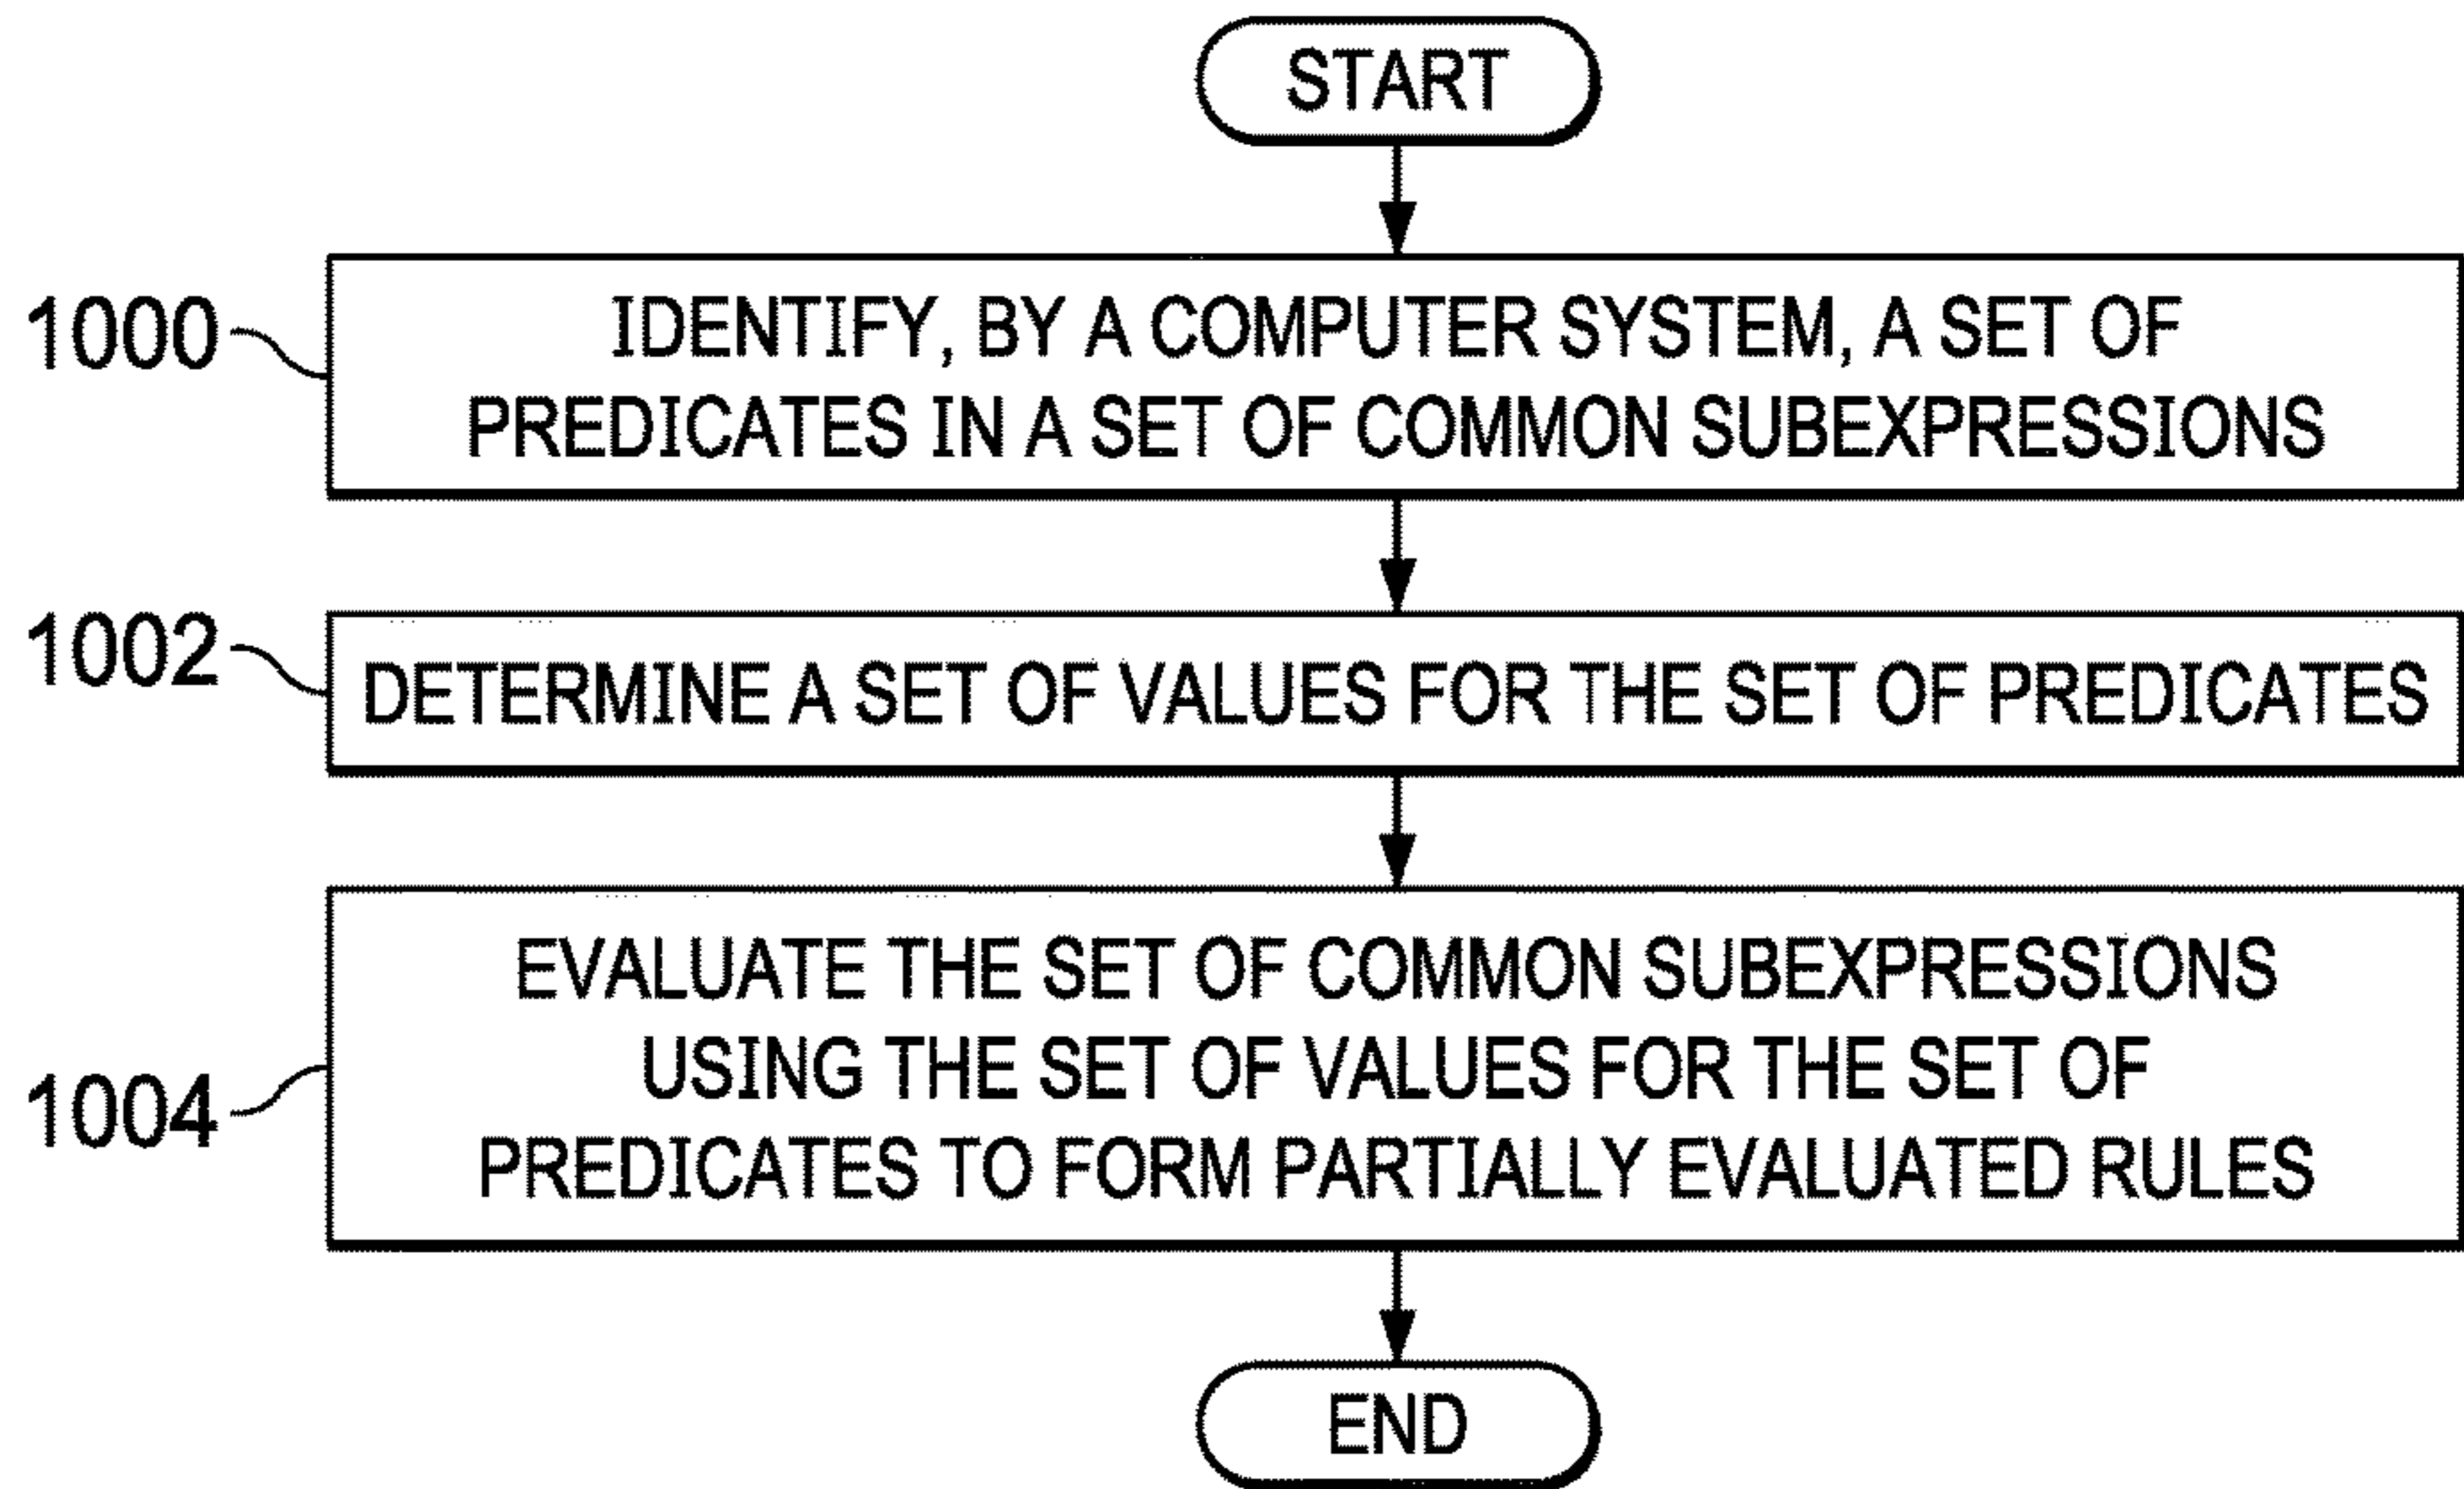 START
1000
IDENTIFY, BY A COMPUTER SYSTEM, A SET OF
PREDICATES IN A SET OF COMMON SUBEXPRESSIONS
1002
DETERMINE A SET OF VALUES FOR THE SET OF PREDICATES
1004
EVALUATE THE SET OF COMMON SUBEXPRESSIONS
USING THE SET OF VALUES FOR THE SET OF
PREDICATES TO FORM PARTIALLY EVALUATED RULES
END